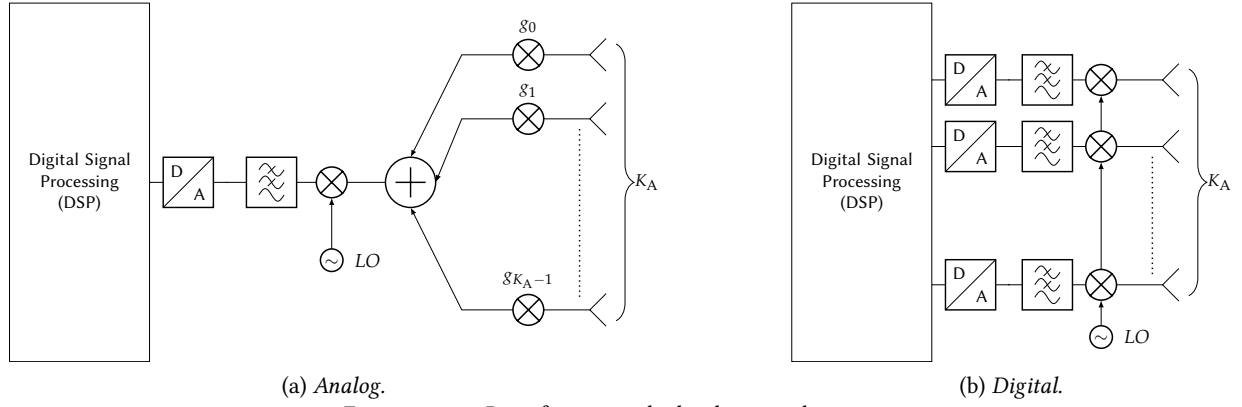 Digital Signal
Processing
(DSP)
D
A
LO
g0
g1
gKA−1
KA
Digital Signal
Processing
(DSP)
D
A
D
A
D
A
LO
KA
(a) Analog.
(b) Digital.